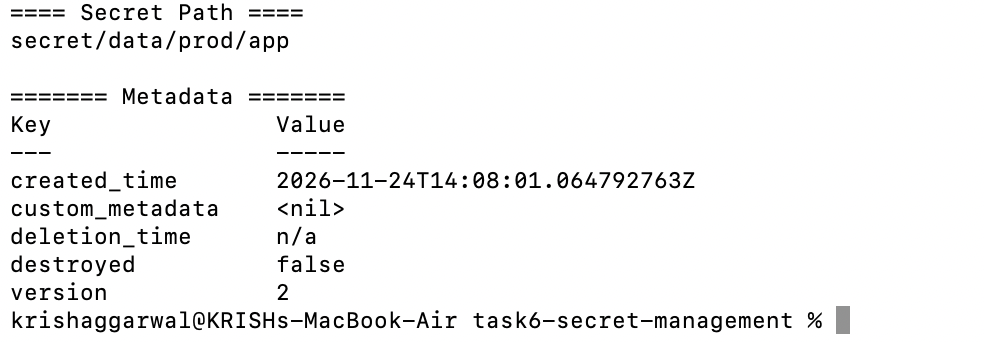 ==== Secret Path ====
secret/data/prod/app
======= Metadata =======
Key                Value
---                -----
created_time       2026-11-24T14:08:01.064792763Z
custom_metadata    <nil>
deletion_time      n/a
destroyed          false
version            2
krishaggarwal@KRISHs-MacBook-Air task6-secret-management %